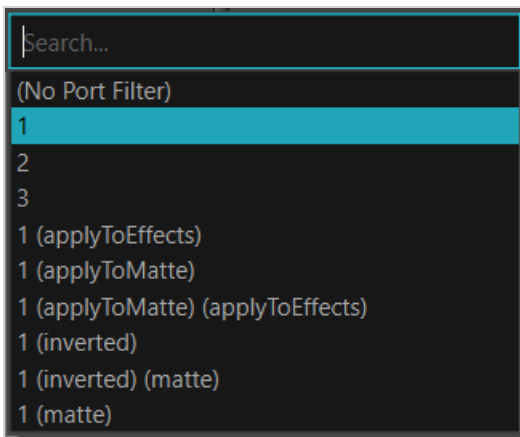 Search...
(No Port Filter)
1
2
3
1 (applyToEffects)
1 (applyToMatte)
1 (applyToMatte) (applyToEffects)
1 (inverted)
1 (inverted) (matte)
1 (matte)